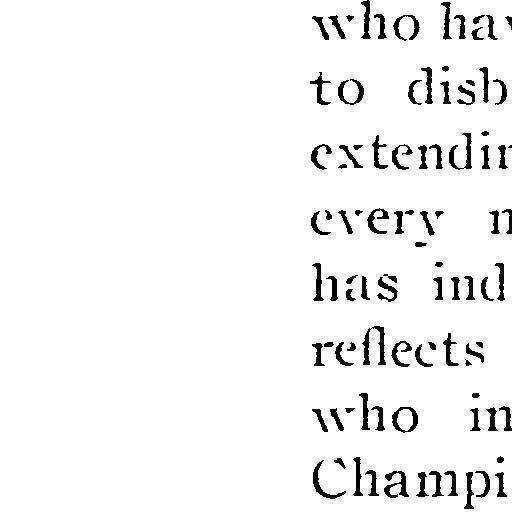 who hav
to disb
extendin
every n
has ind
reflects
who in
Champi